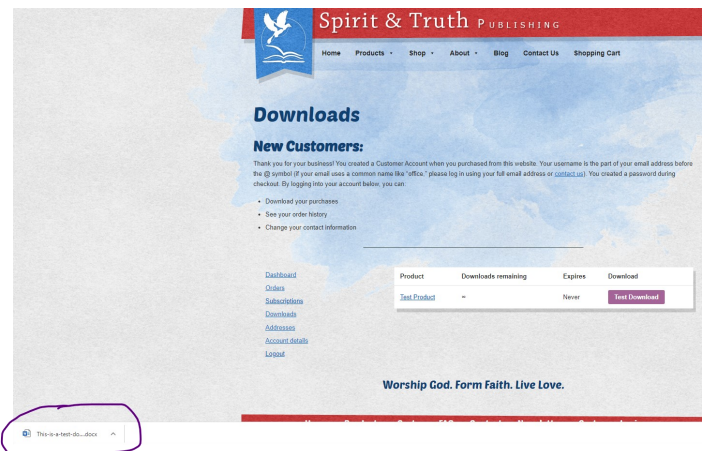 Spirit & Truth PUBLISHING
Home Products Shop About Blog Contact Us Shopping Cart
Downloads
New Customers:
Thank you for your business! You created a Customer Account when you purchased from this website. Your username is the part of your email address before
the @ symbol (if your email uses a common name like "office," please log in using your full email address or contact us). You created a password during
checkout. By logging into your account below, you can:
• Download your purchases
• See your order history
• Change your contact information
Dashboard
Orders
Subscriptions
Downloads
Addresses
Account details
Logout
Product Downloads remaining Expires Download
Test Product ∞ Never Test Download
Worship God. Form Faith. Live Love.
This-is-a-test-do....docx